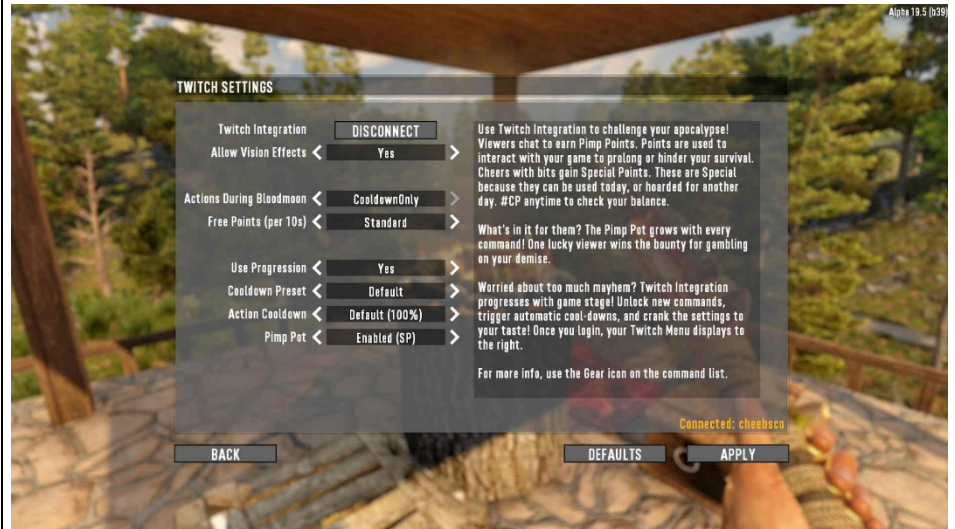 Alpha 19.5 (b39)
TWITCH SETTINGS
Twitch Integration DISCONNECT
Allow Vision Effects < Yes >
Actions During Bloodmoon < CooldownOnly >
Free Points (per 10s) < Standard >
Use Progression < Yes >
Cooldown Preset < Default >
Action Cooldown < Default (100%) >
Pimp Pot < Enabled (SP) >
Use Twitch Integration to challenge your apocalypse!
Viewers chat to earn Pimp Points. Points are used to
interact with your game to prolong or hinder your survival.
Cheers with bits gain Special Points. These are Special
because they can be used today, or hoarded for another
day. #CP anytime to check your balance.
What's in it for them? The Pimp Pot grows with every
command! One lucky viewer wins the bounty for gambling
on your demise.
Worried about too much mayhem? Twitch Integration
progresses with game stage! Unlock new commands,
trigger automatic cool-downs, and crank the settings to
your taste! Once you login, your Twitch Menu displays to
the right.
For more info, use the Gear icon on the command list.
Connected: cheebsco
BACK
DEFAULTS
APPLY